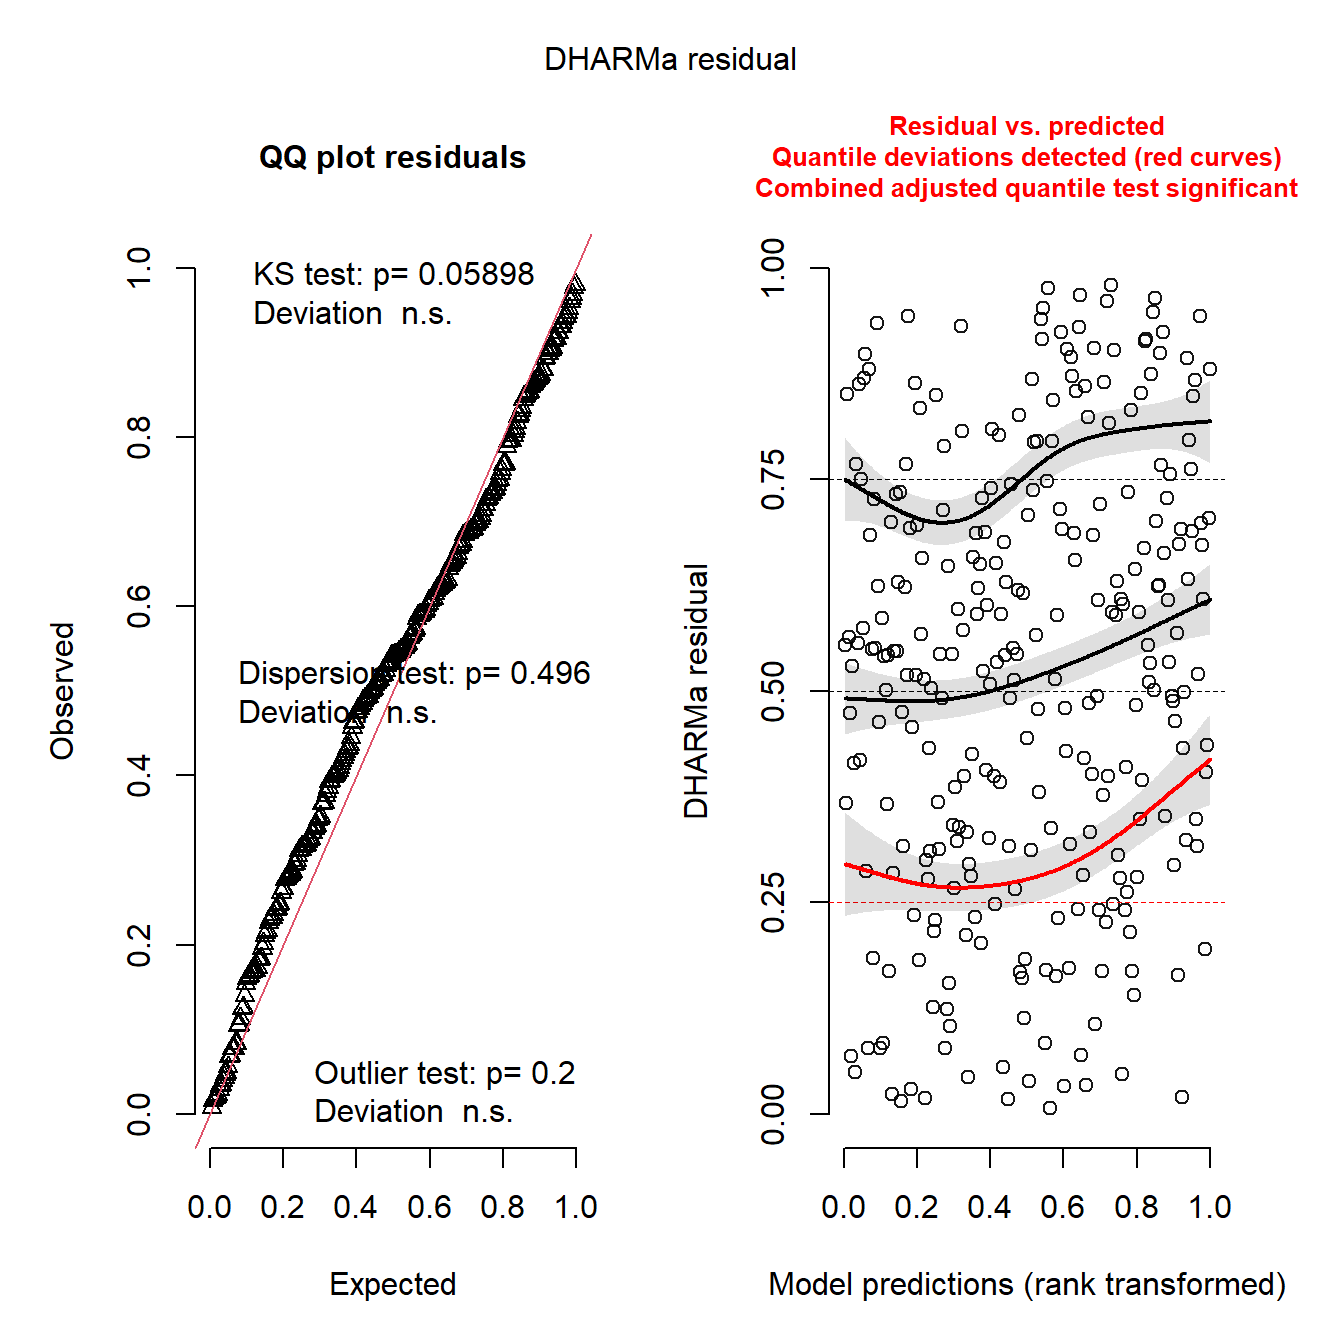 DHARMa residual
QQ plot residuals
KS test: p= 0.05898
Deviation  n.s.
Dispersion test: p= 0.496
Deviation  n.s.
Outlier test: p= 0.2
Deviation  n.s.
Observed
0.0 0.2 0.4 0.6 0.8 1.0
0.0 0.2 0.4 0.6 0.8 1.0
Expected
Residual vs. predicted
Quantile deviations detected (red curves)
Combined adjusted quantile test significant
DHARMa residual
0.00 0.25 0.50 0.75 1.00
0.0 0.2 0.4 0.6 0.8 1.0
Model predictions (rank transformed)